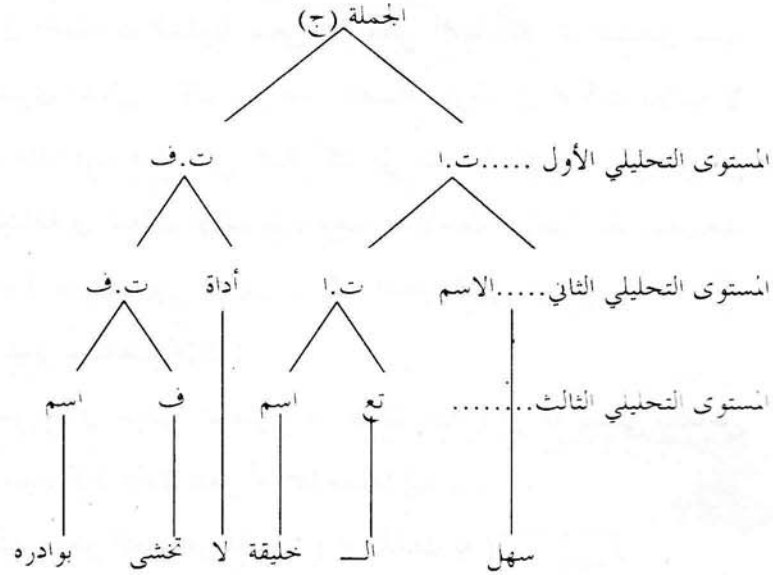 الجملة (ج)
المستوى التحليلي الأول .....ت.ا ت.ف
المستوى التحليلي الثاني.....الاسم ت.ا أداة ت.ف
المستوى التحليلي الثالث........ تع اسم ف اسم
سهل الـــ خليقة لا تخشى بوادره